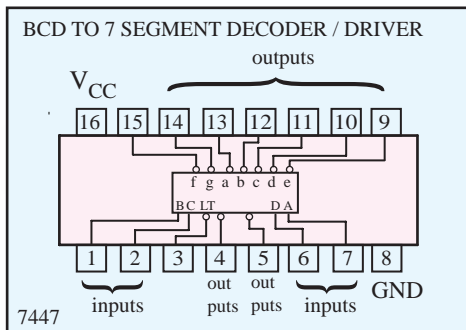 BCD TO 7 SEGMENT DECODER / DRIVER
outputs
VCC
16 15 14 13 12 11 10 9
f g a b c d e
B C LT D A
1 2 3 4 5 6 7 8
inputs out puts out puts inputs GND
7447